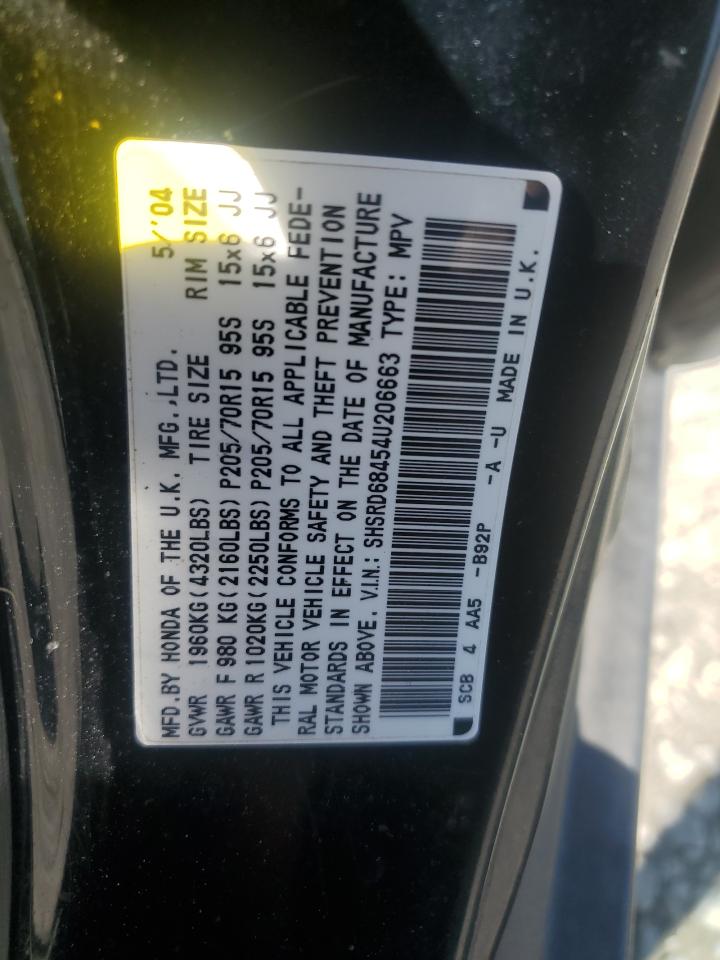 MFD.BY HONDA OF THE U.K. MFG.,LTD. 5/'04
GVWR 1960KG(4320LBS) TIRE SIZE RIM SIZE
GAWR F 980 KG(2160LBS) P205/70R15 95S 15x6 JJ
GAWR R 1020KG(2250LBS) P205/70R15 95S 15x6 JJ
THIS VEHICLE CONFORMS TO ALL APPLICABLE FEDE-
RAL MOTOR VEHICLE SAFETY AND THEFT PREVENTION
STANDARDS IN EFFECT ON THE DATE OF MANUFACTURE
SHOWN ABOVE. V.I.N.: SHSRD68454U206663 TYPE: MPV
SCB 4 AA5 -B92P -A -U MADE IN U.K.